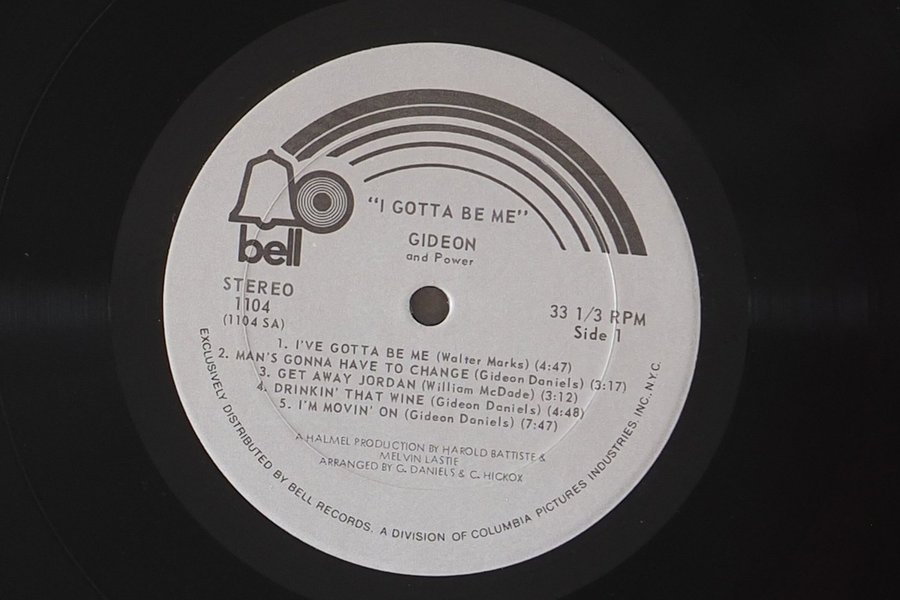 "I GOTTA BE ME"
GIDEON
and Power
bell
STEREO
1104
(1104 SA)
33 1/3 RPM
Side 1
1. I'VE GOTTA BE ME (Walter Marks) (4:47)
2. MAN'S GONNA HAVE TO CHANGE (Gideon Daniels) (3:17)
3. GET AWAY JORDAN (William McDade) (3:12)
4. DRINKIN' THAT WINE (Gideon Daniels) (4:48)
5. I'M MOVIN' ON (Gideon Daniels) (7:47)
A HALMEL PRODUCTION BY HAROLD BATTISTE &
MELVIN LASTIE
ARRANGED BY G. DANIELS & C. HICKOX
EXCLUSIVELY DISTRIBUTED BY BELL RECORDS. A DIVISION OF COLUMBIA PICTURES INDUSTRIES, INC., N.Y.C.